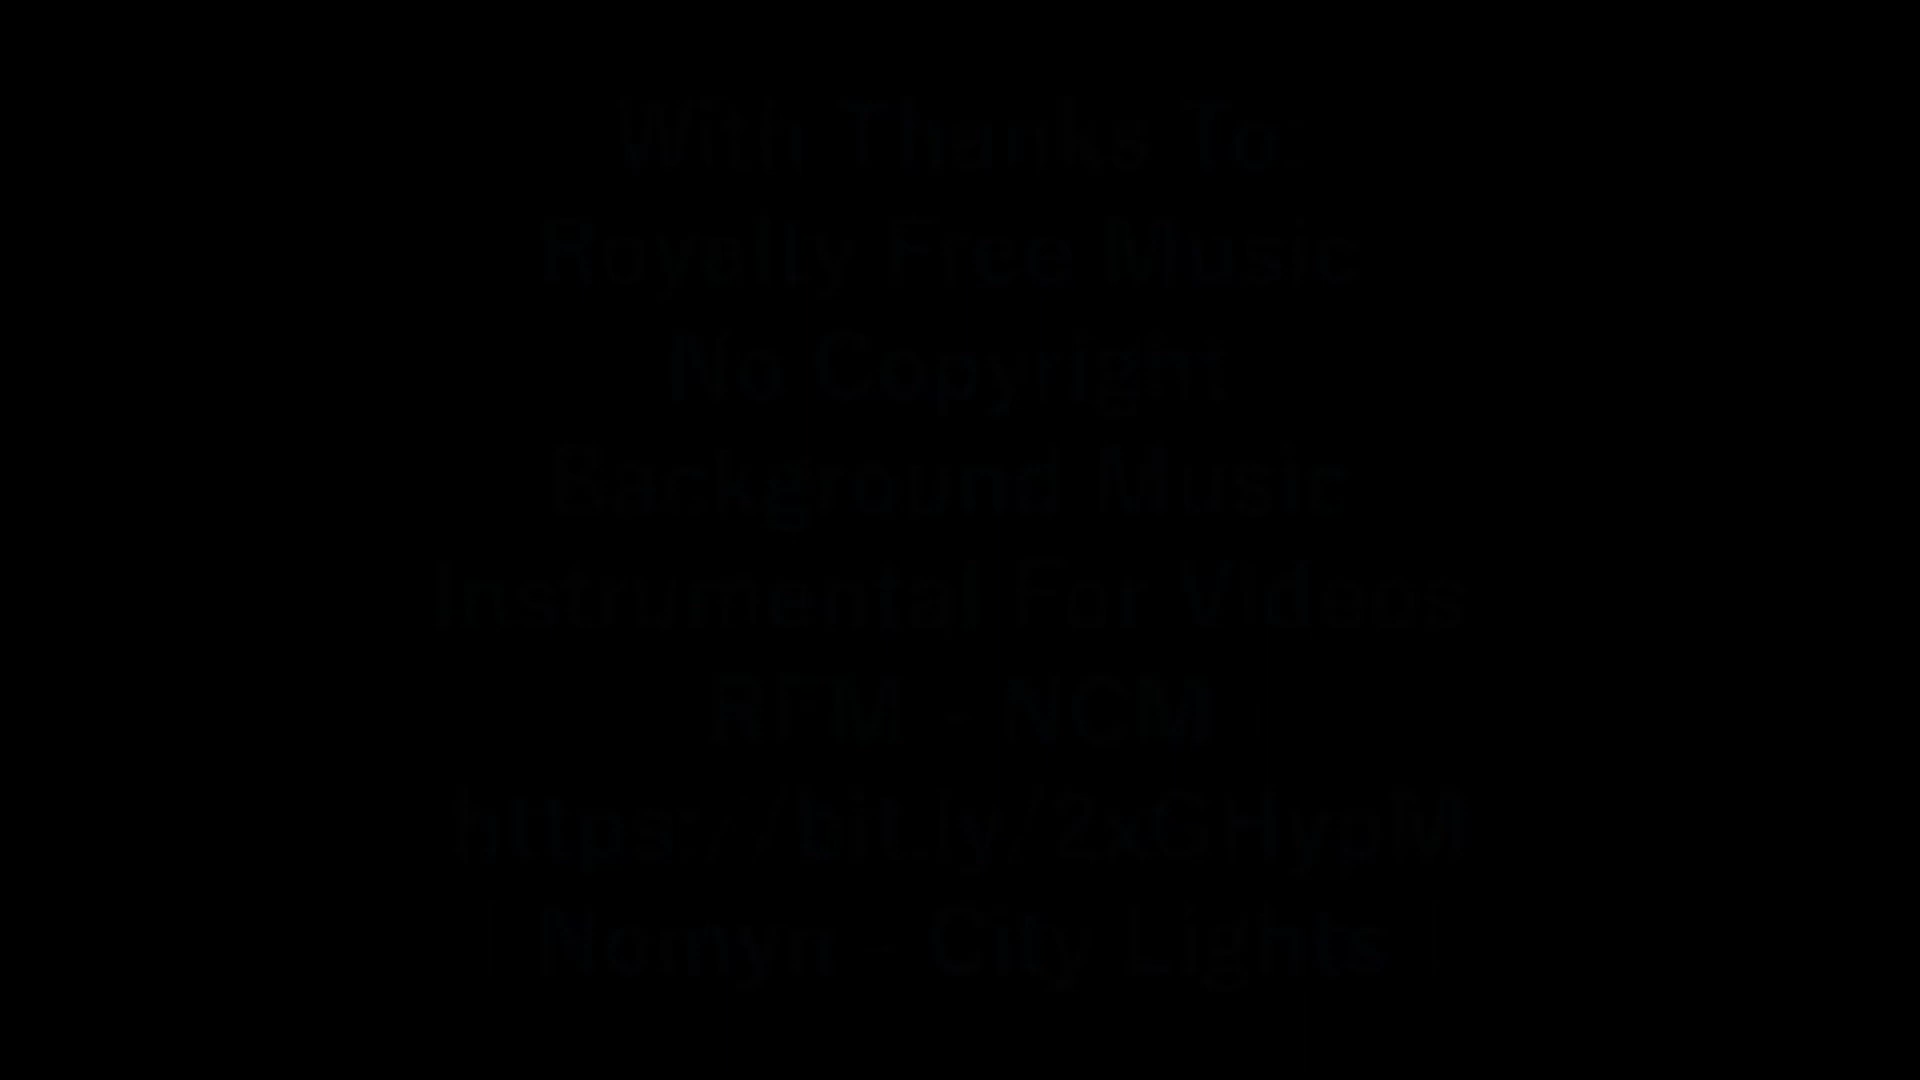 With Thanks To:
Royalty Free Music
No Copyright
Background Music
Instrumental For Videos
RFM - NCM |
https://bit.ly/2xGHypM
| Nomyn - City Lights |